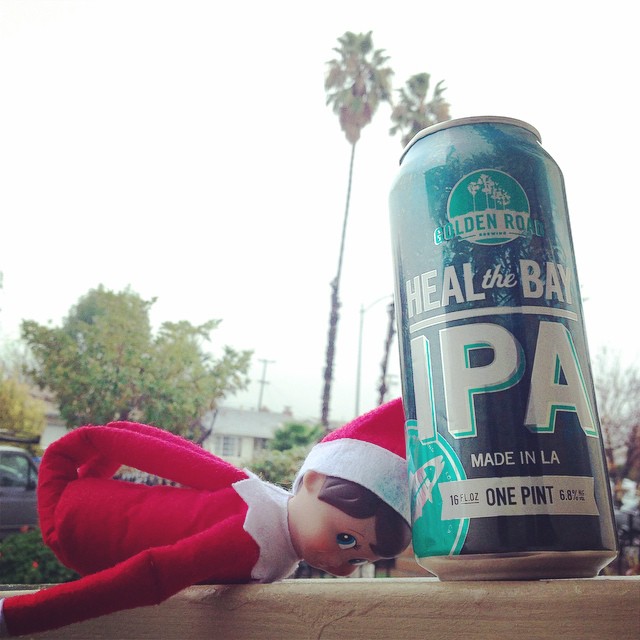 GOLDEN ROAD
BREWING
HEAL the BAY
IPA
MADE IN LA
16 FL.OZ ONE PINT 6.8%